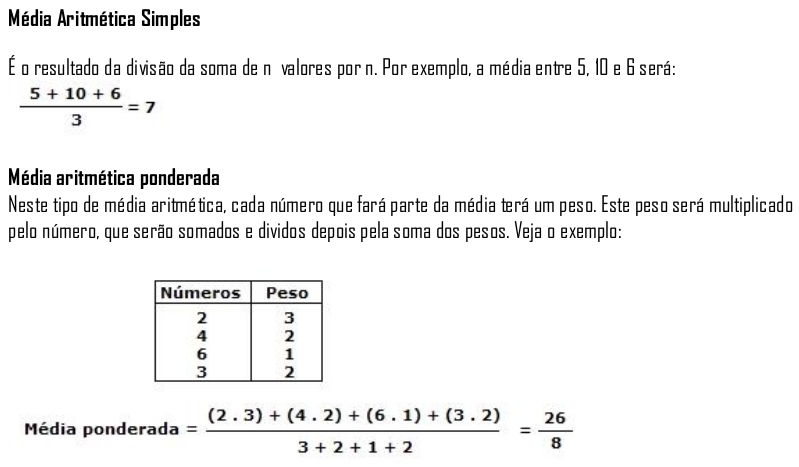 Média Aritmética Simples
É o resultado da divisão da soma de n valores por n. Por exemplo, a média entre 5, 10 e 6 será:
5 + 10 + 6
= 7
3
Média aritmética ponderada
Neste tipo de média aritmética, cada número que fará parte da média terá um peso. Este peso será multiplicado
pelo número, que serão somados e dividos depois pela soma dos pesos. Veja o exemplo:
Números Peso
2 3
4 2
6 1
3 2
(2 . 3) + (4 . 2) + (6 . 1) + (3 . 2) 26
Média ponderada = =
3 + 2 + 1 + 2 8